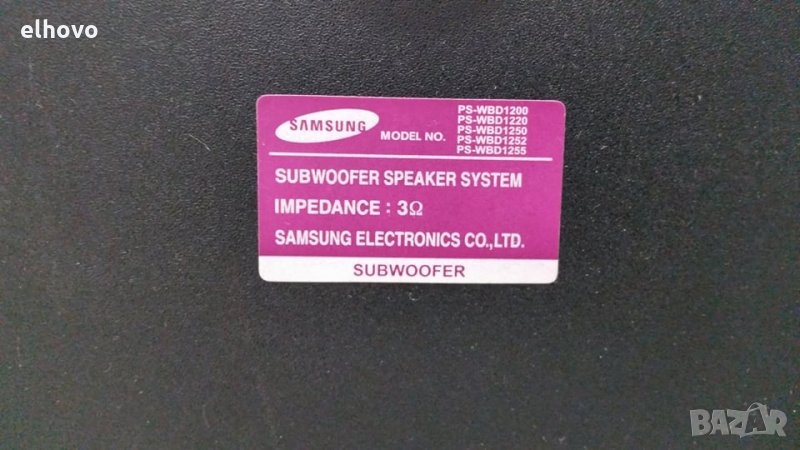 elhovo
SAMSUNG
MODEL NO.
PS-WBD1200
PS-WBD1220
PS-WBD1250
PS-WBD1252
PS-WBD1255
SUBWOOFER SPEAKER SYSTEM
IMPEDANCE : 3Ω
SAMSUNG ELECTRONICS CO.,LTD.
SUBWOOFER
BAZAR